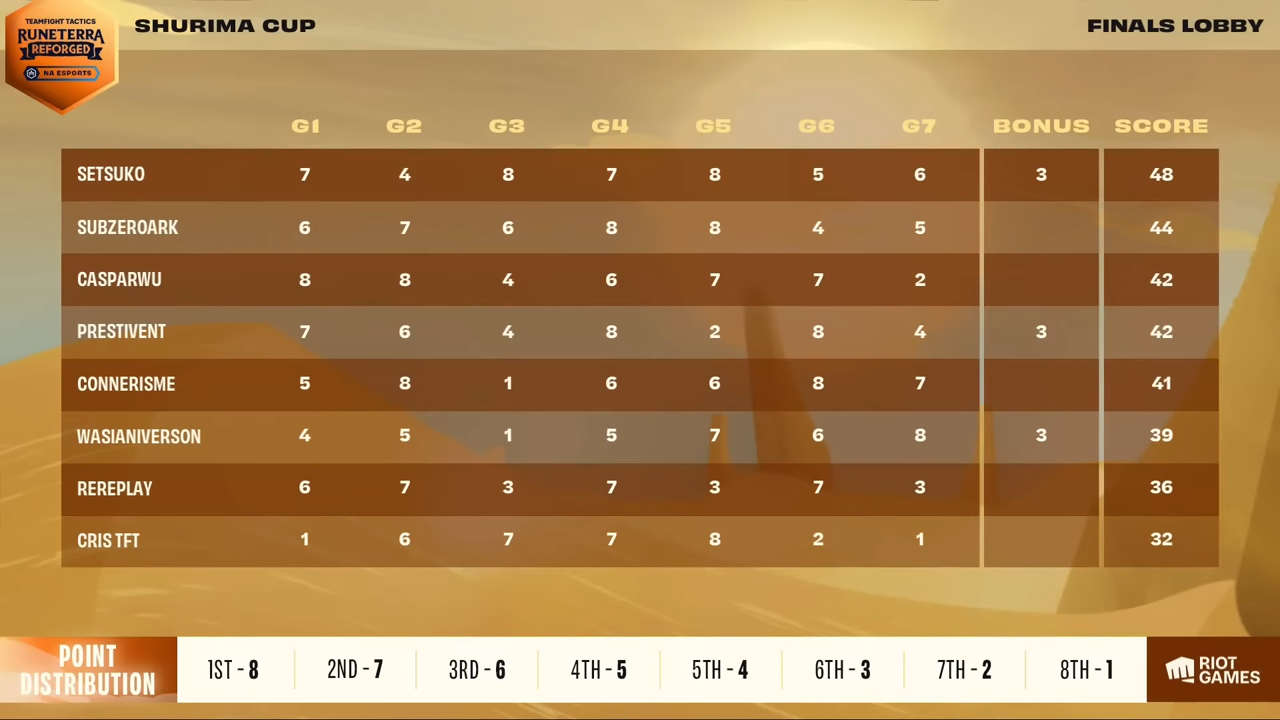 TEAMFIGHT TACTICS
RUNETERRA
REFORGED
NA ESPORTS
SHURIMA CUP
FINALS LOBBY
G1 G2 G3 G4 G5 G6 G7 BONUS SCORE
SETSUKO 7 4 8 7 8 5 6 3 48
SUBZEROARK 6 7 6 8 8 4 5 44
CASPARWU 8 8 4 6 7 7 2 42
PRESTIVENT 7 6 4 8 2 8 4 3 42
CONNERISME 5 8 1 6 6 8 7 41
WASIANIVERSON 4 5 1 5 7 6 8 3 39
REREPLAY 6 7 3 7 3 7 3 36
CRIS TFT 1 6 7 7 8 2 1 32
POINT
DISTRIBUTION
1ST - 8 2ND - 7 3RD - 6 4TH - 5 5TH - 4 6TH - 3 7TH - 2 8TH - 1
RIOT
GAMES